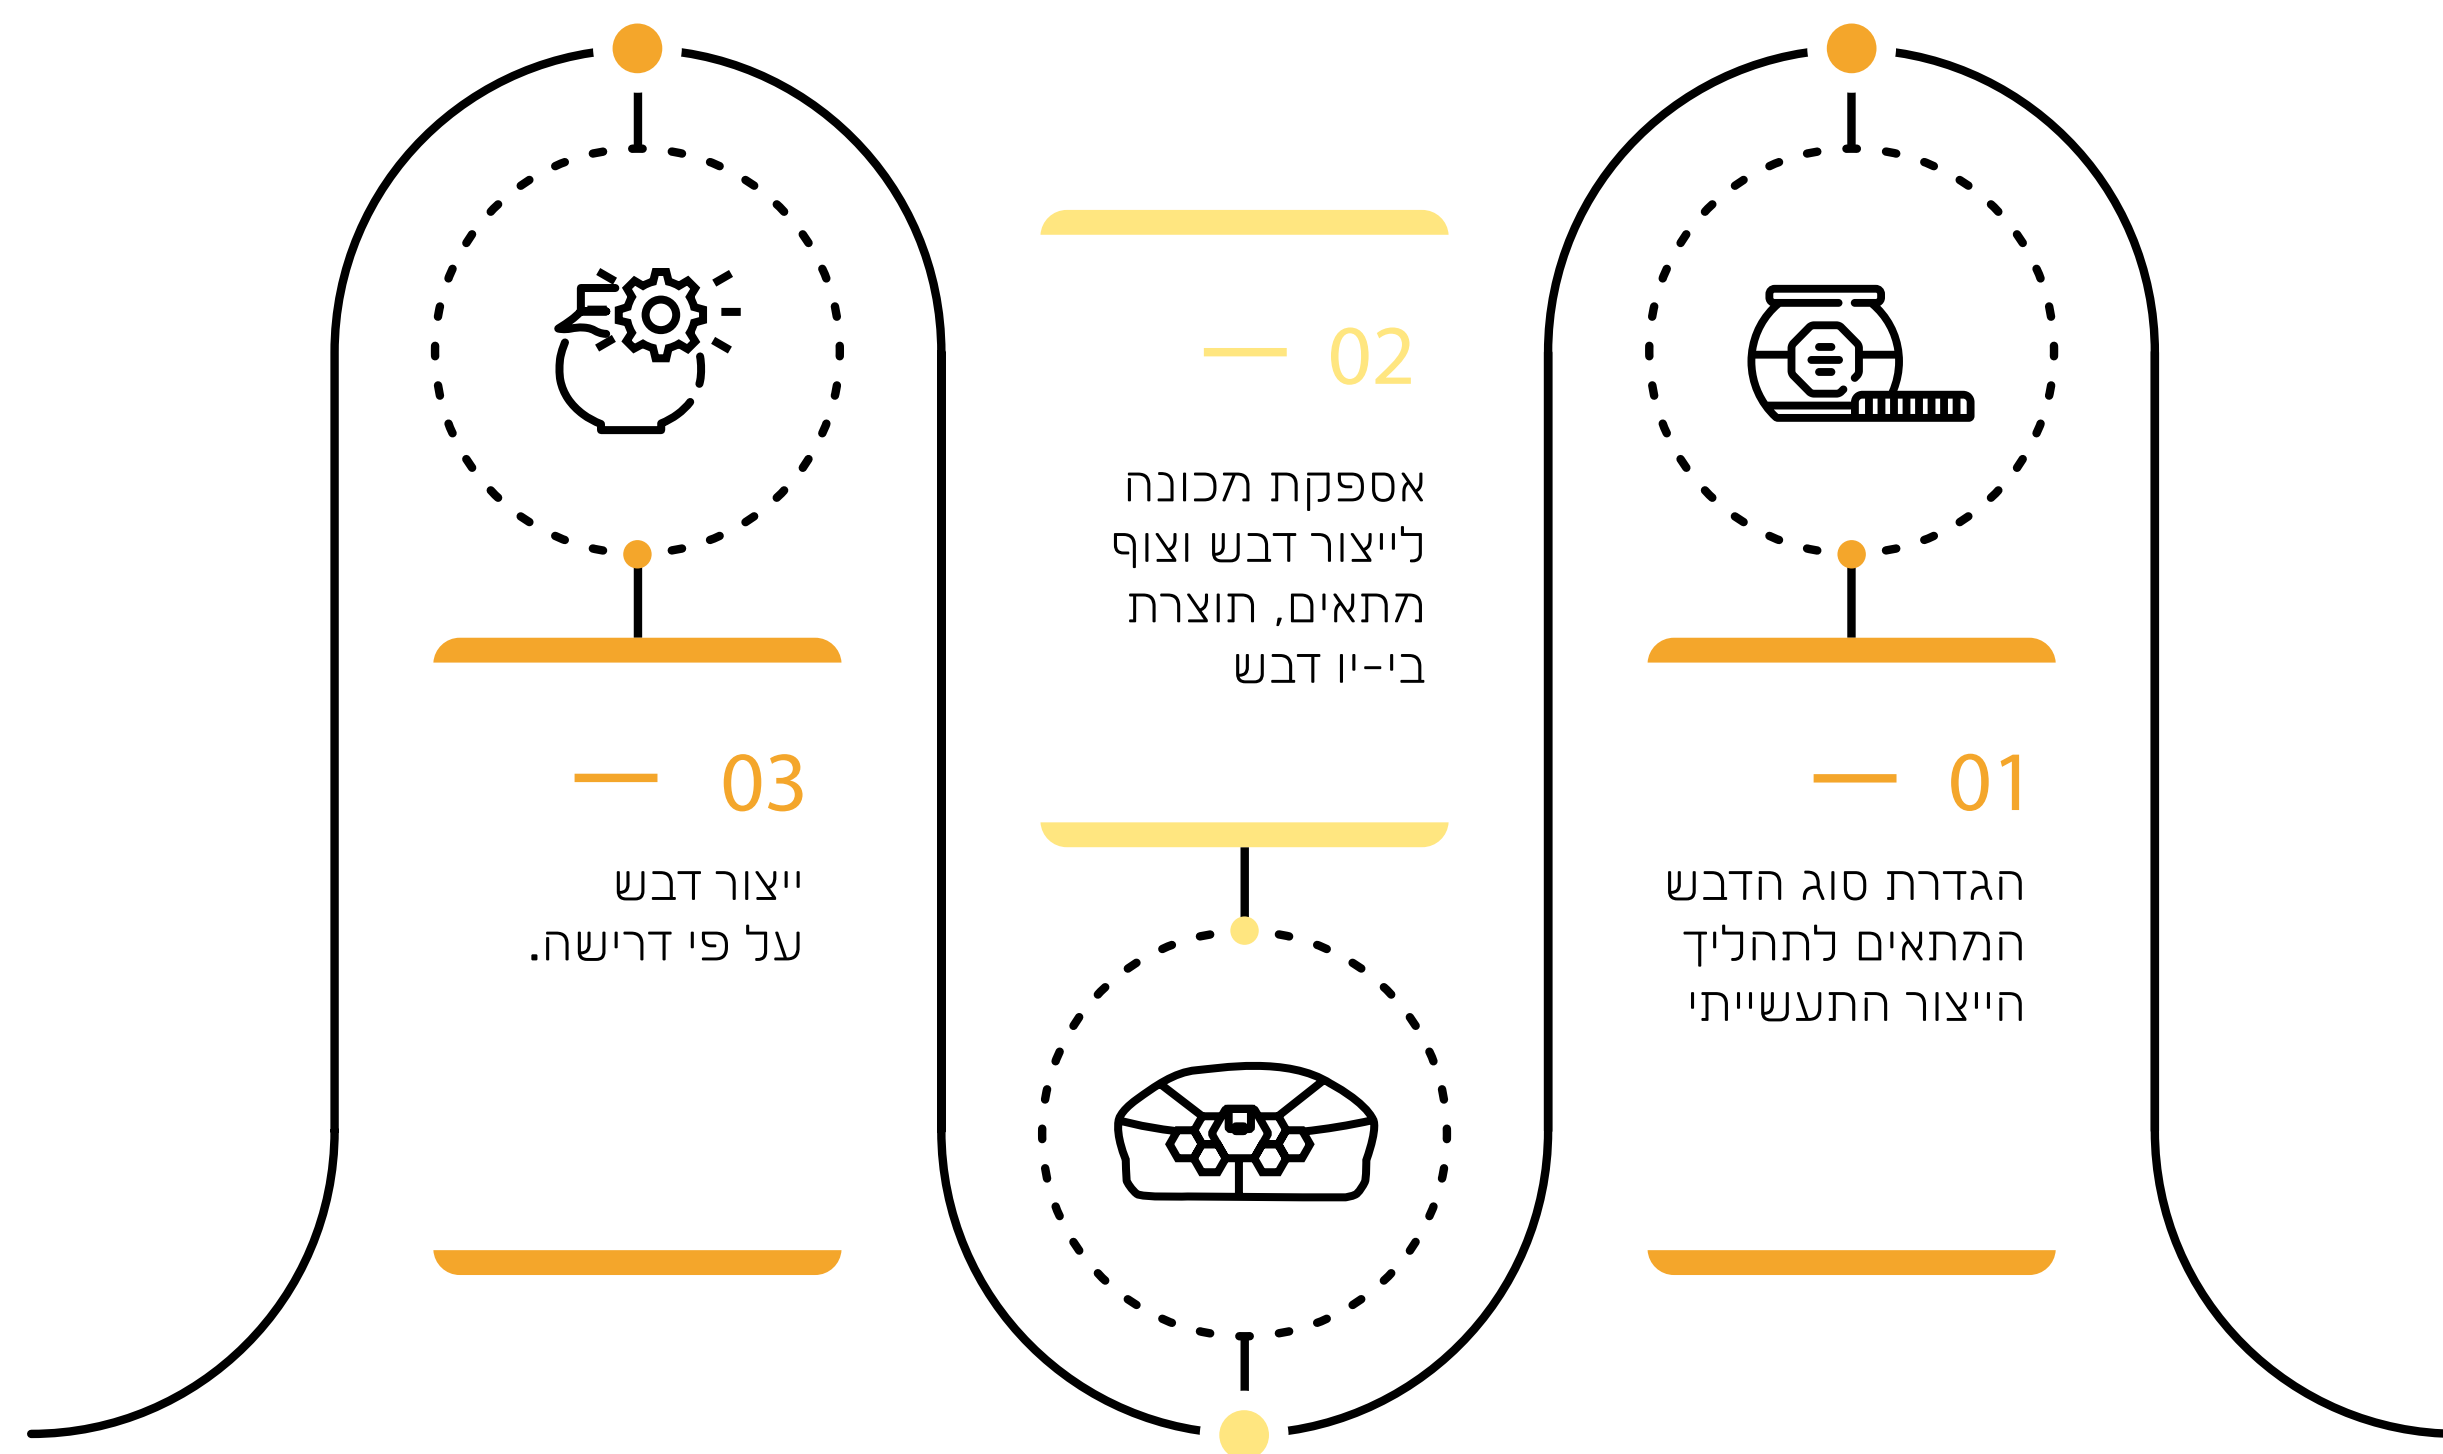 01
הגדרת סוג הדבש
המתאים לתהליך
הייצור התעשייתי
02
אספקת מכונה
לייצור דבש וצוף
מתאים, תוצרת
בי-יו דבש
03
ייצור דבש
על פי דרישה.